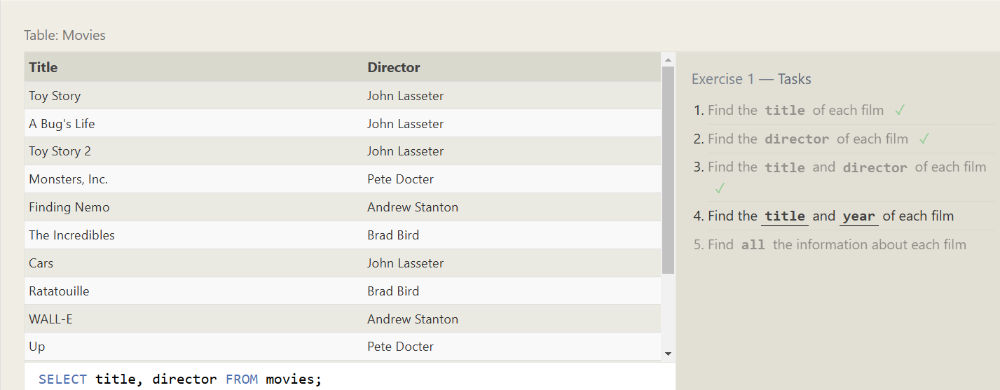 Table: Movies
Title Director
Toy Story John Lasseter
A Bug's Life John Lasseter
Toy Story 2 John Lasseter
Monsters, Inc. Pete Docter
Finding Nemo Andrew Stanton
The Incredibles Brad Bird
Cars John Lasseter
Ratatouille Brad Bird
WALL-E Andrew Stanton
Up Pete Docter
SELECT title, director FROM movies;
Exercise 1 — Tasks
1. Find the title of each film ✓
2. Find the director of each film ✓
3. Find the title and director of each film
✓
4. Find the title and year of each film
5. Find all the information about each film